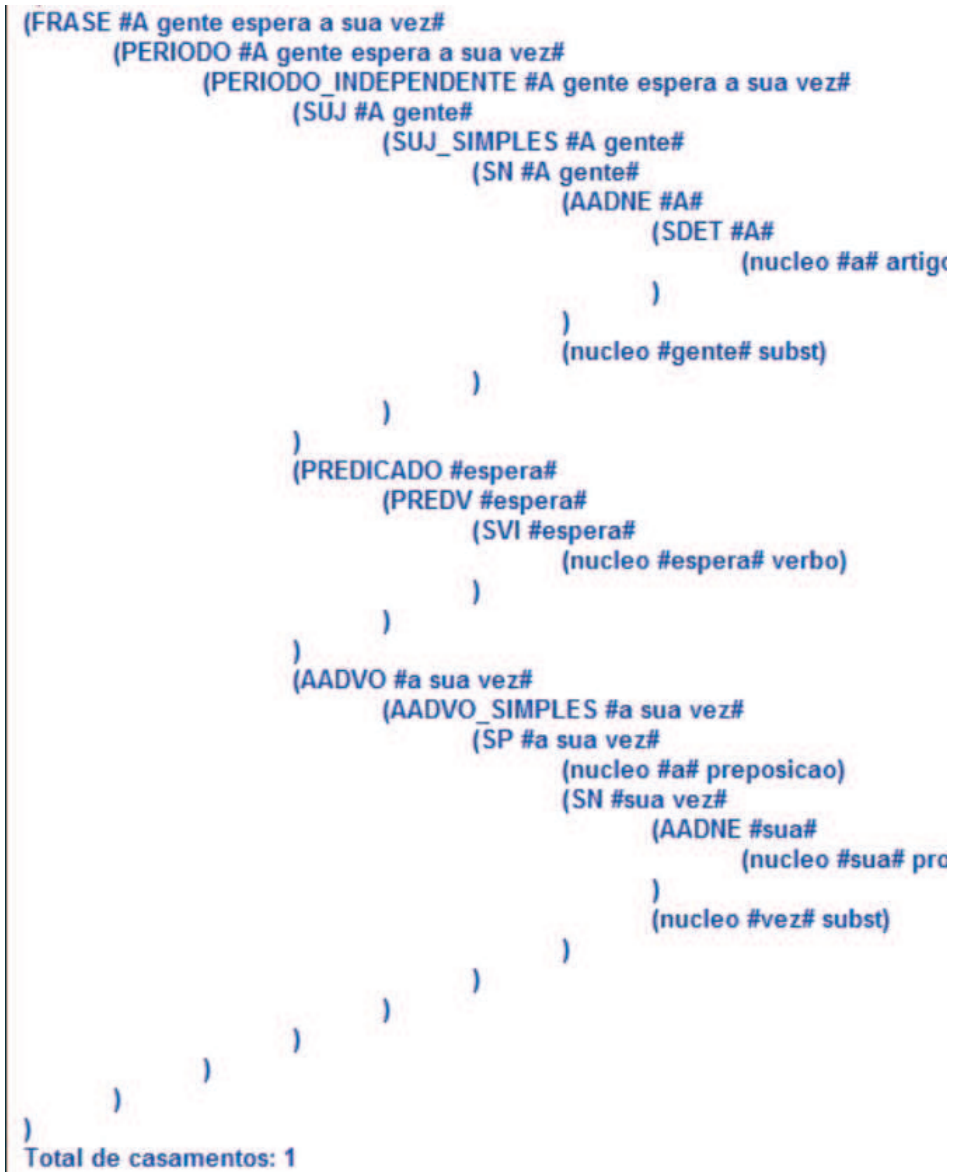 (FRASE #A gente espera a sua vez#
(PERIODO #A gente espera a sua vez#
(PERIODO_INDEPENDENTE #A gente espera a sua vez#
(SUJ #A gente#
(SUJ_SIMPLES #A gente#
(SN #A gente#
(AADNE #A#
(SDET #A#
(nucleo #a# artigo
)
)
(nucleo #gente# subst)
)
)
)
(PREDICADO #espera#
(PREDV #espera#
(SVI #espera#
(nucleo #espera# verbo)
)
)
)
(AADVO #a sua vez#
(AADVO_SIMPLES #a sua vez#
(SP #a sua vez#
(nucleo #a# preposicao)
(SN #sua vez#
(AADNE #sua#
(nucleo #sua# pro
)
(nucleo #vez# subst)
)
)
)
)
)
)
)
Total de casamentos: 1